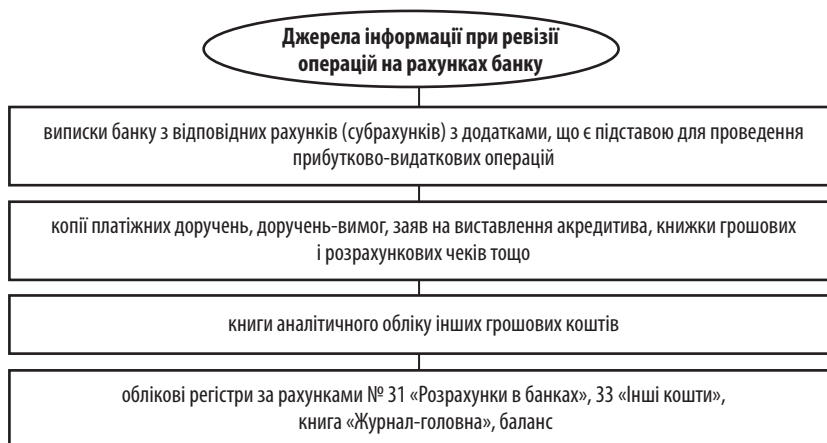 Джерела інформації при ревізії
операцій на рахунках банку
виписки банку з відповідних рахунків (субрахунків) з додатками, що є підставою для проведення
прибутково-видаткових операцій
копії платіжних доручень, доручень-вимог, заяв на виставлення акредитива, книжки грошових
і розрахункових чеків тощо
книги аналітичного обліку інших грошових коштів
облікові регістри за рахунками № 31 «Розрахунки в банках», 33 «Інші кошти»,
книга «Журнал-головна», баланс